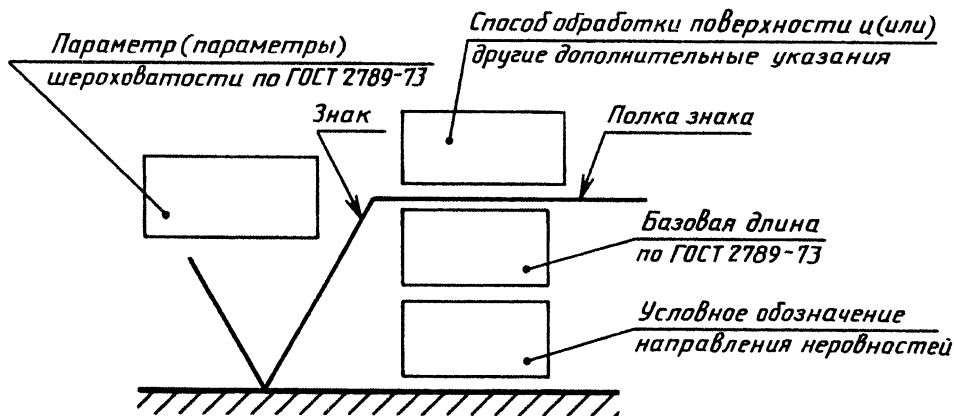 Способ обработки поверхности и(или)
другие дополнительные указания
Параметр (параметры)
шероховатости по ГОСТ 2789-73
Знак
Полка знака
Базовая длина
по ГОСТ 2789-73
Условное обозначение
направления неровностей